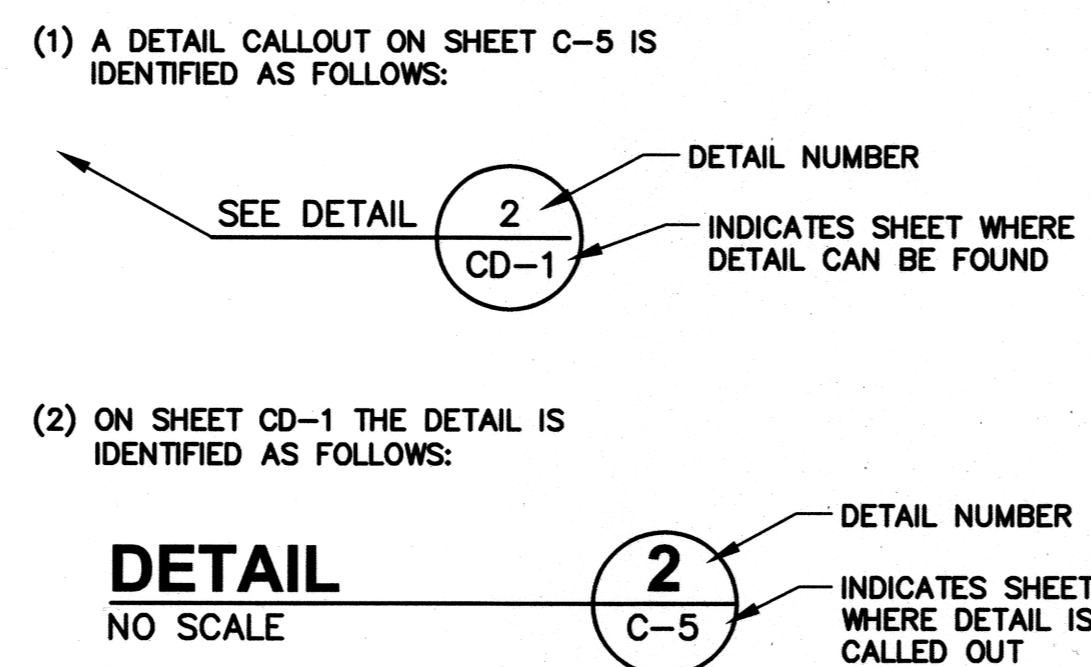 (1) A DETAIL CALLOUT ON SHEET C-5 IS
IDENTIFIED AS FOLLOWS:
DETAIL NUMBER
SEE DETAIL 2
INDICATES SHEET WHERE
CD-1
DETAIL CAN BE FOUND
(2) ON SHEET CD-1 THE DETAIL IS
IDENTIFIED AS FOLLOWS:
DETAIL NUMBER
DETAIL 2
INDICATES SHEET
NO SCALE
C-5
WHERE DETAIL IS
CALLED OUT